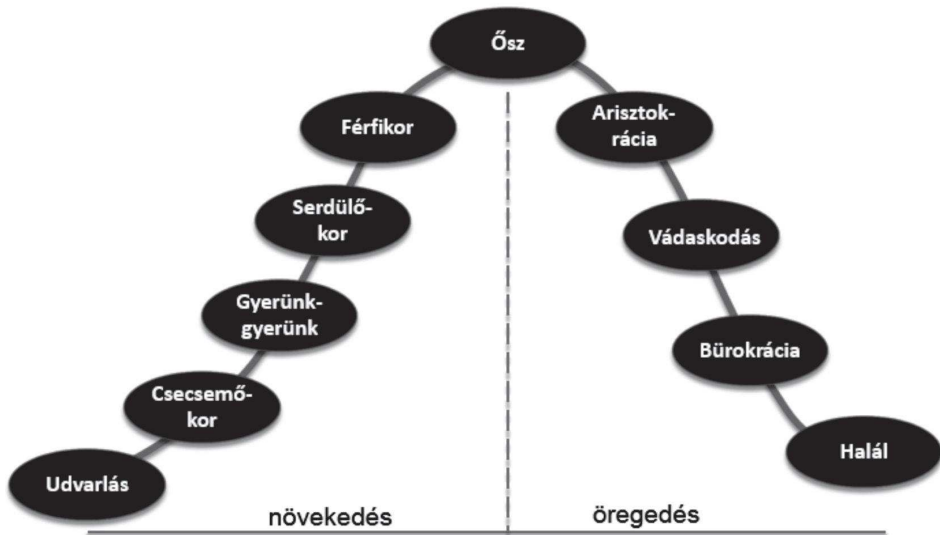 Ősz
Férfikor
Arisztok-
rácia
Serdülő-
kor
Vádaskodás
Gyerünk-
gyerünk
Bürokrácia
Csecsemő-
kor
Halál
Udvarlás
növekedés
öregedés